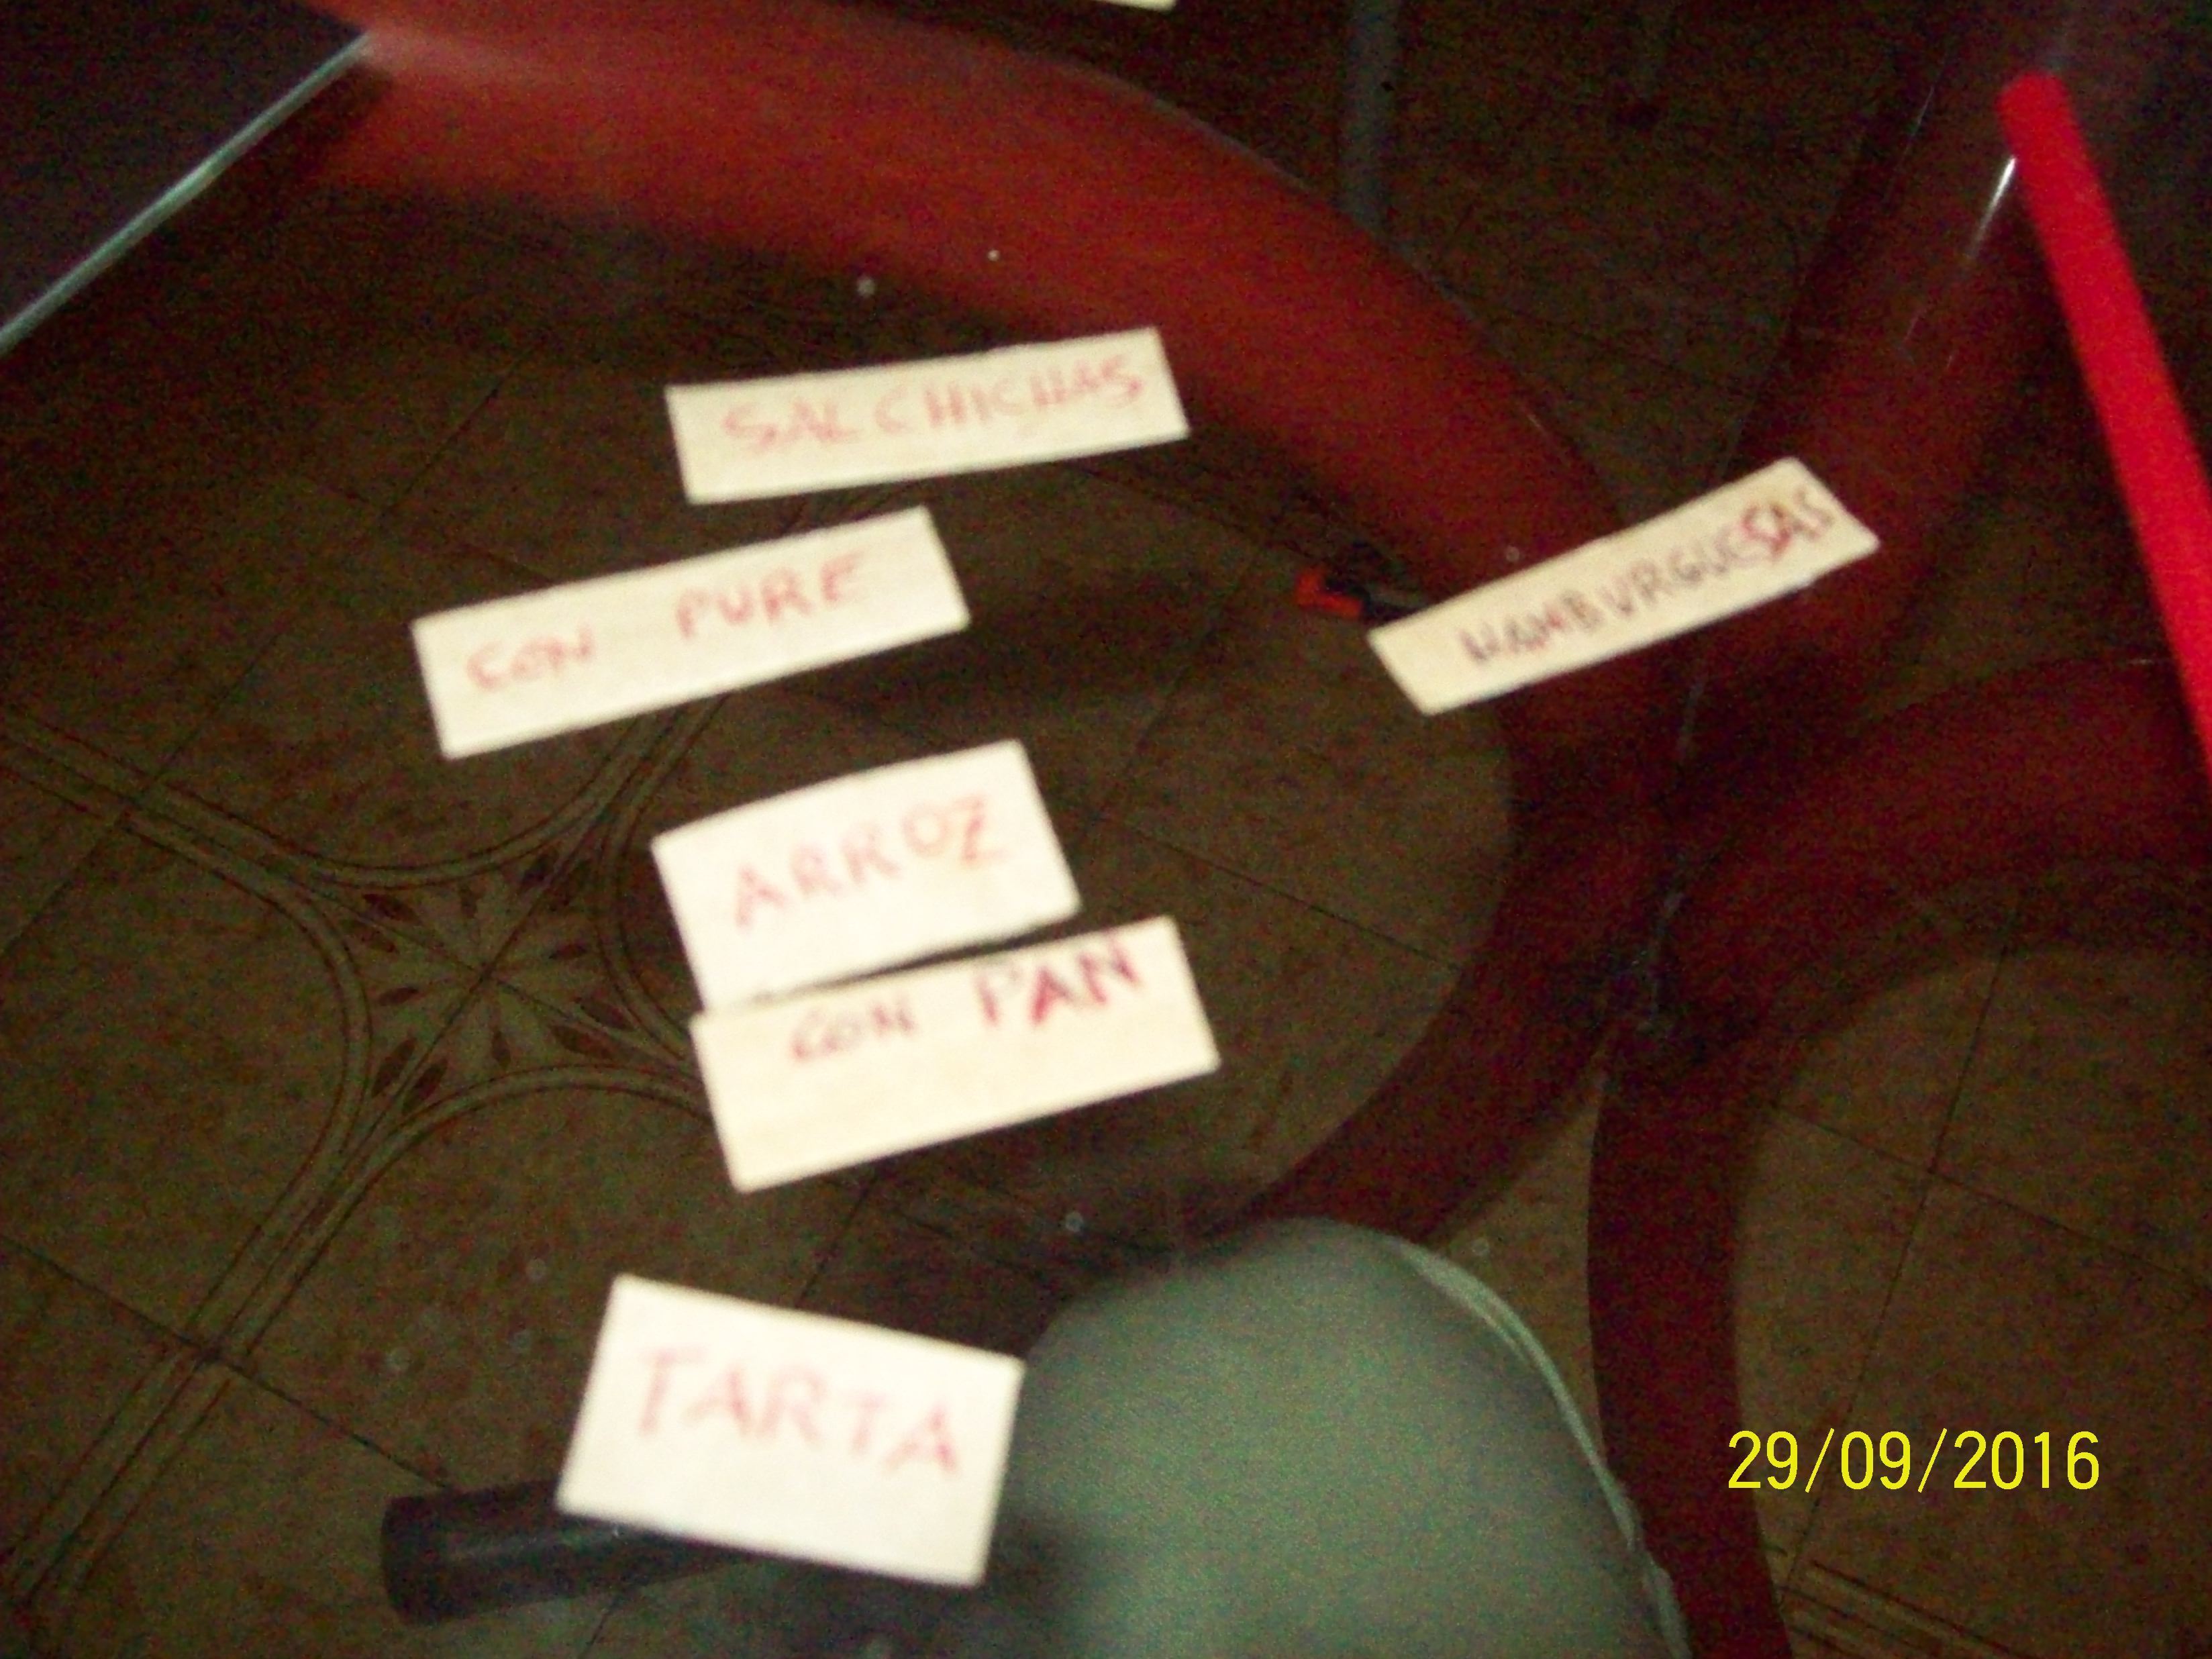 SALCHICHAS
CON PURE
HAMBURGUESAS
ARROZ
CON PAN
TARTA
29/09/2016